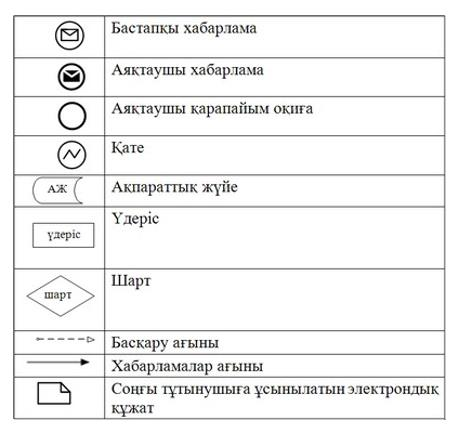 Бастапқы хабарлама
Аяқтаушы хабарлама
Аяқтаушы қарапайым оқиға
Қате
АЖ
Ақпараттық жүйе
Үдеріс
үдеріс
Шарт
шарт
Басқару ағыны
Хабарламалар ағыны
Соңғы тұтынушыға ұсынылатын электрондық
құжат